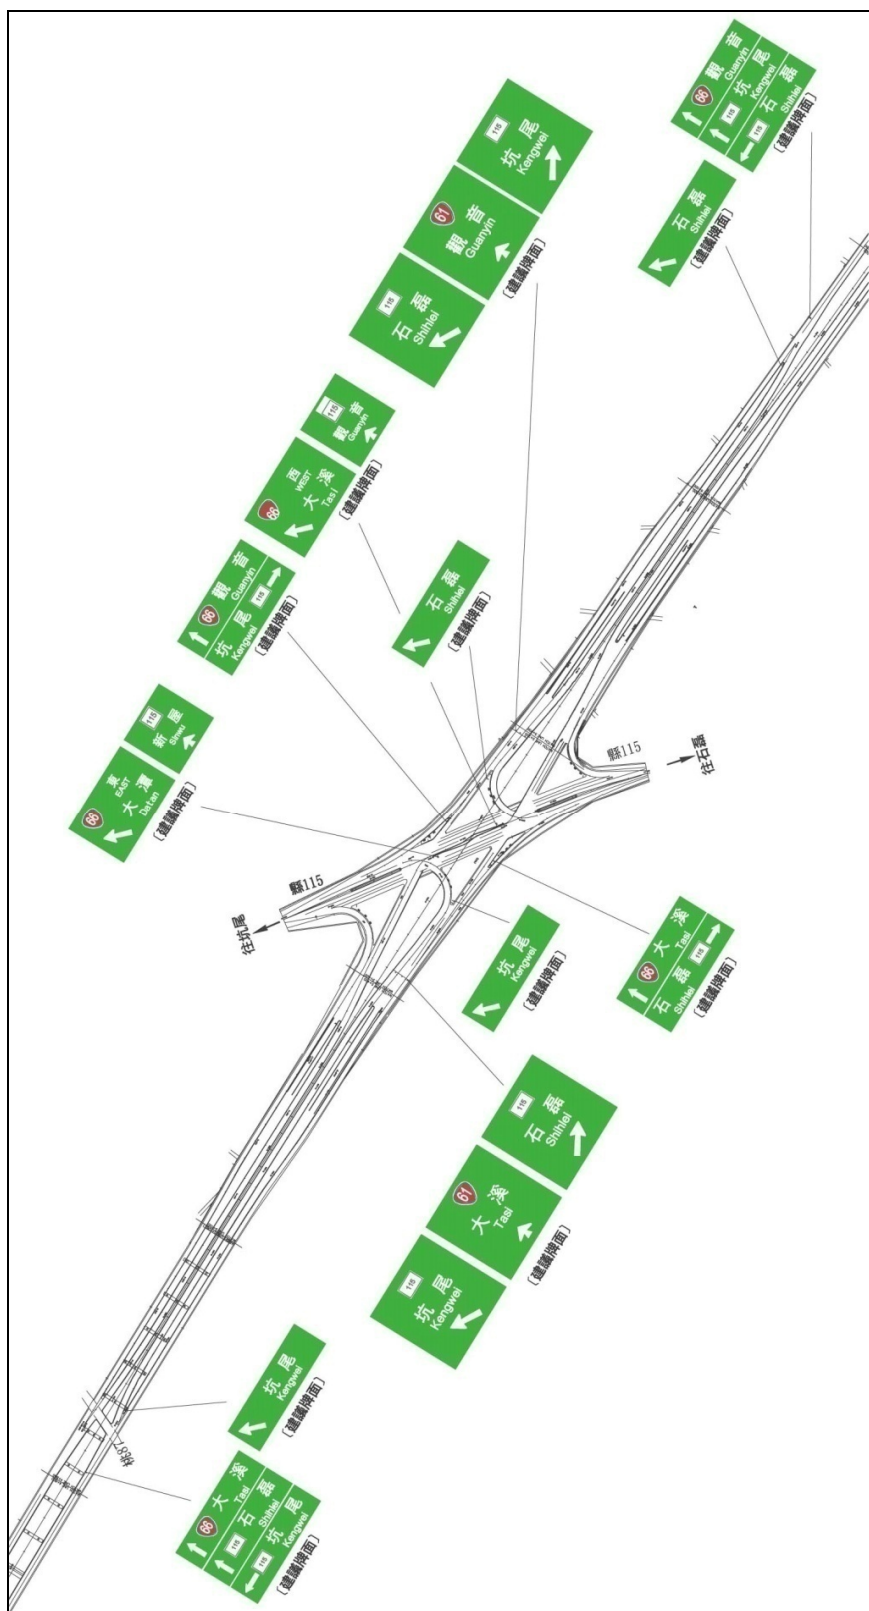 66 觀音
Guanyin
115 坑尾
Kengwei
115 石磊
Shihlei
〔建議牌面〕
石磊
Shihlei
〔建議牌面〕
115
坑尾
Kengwei
61
觀音
Guanyin
115
石磊
Shihlei
〔建議牌面〕
115
觀音
Guanyin
66
西
WEST
大溪
Tasi
〔建議牌面〕
66 觀音
Guanyin
坑尾 115
Kengwei
〔建議牌面〕
石磊
Shihlei
〔建議牌面〕
115
新屋
Sinwu
66
東
EAST
大潭
Datan
〔建議牌面〕
縣115
往石磊
縣115
往坑尾
坑尾
Kengwei
〔建議牌面〕
66 大溪
Tasi
石磊 115
Shihlei
〔建議牌面〕
115
石磊
Shihlei
61
大溪
Tasi
115
坑尾
Kengwei
〔建議牌面〕
坑尾
Kengwei
〔建議牌面〕
桃87
66 大溪
Tasi
115 石磊
Shihlei
115 坑尾
Kengwei
〔建議牌面〕